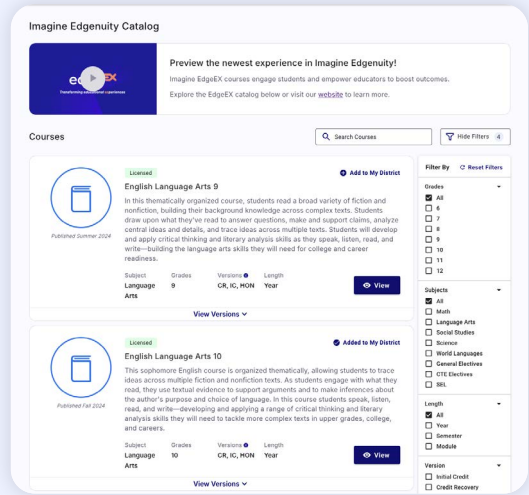 Imagine Edgenuity Catalog
Preview the newest experience in Imagine Edgenuity!
Imagine EdgeEX courses engage students and empower educators to boost outcomes.
Explore the EdgeEX catalog below or visit our website to learn more.
Courses
Search Courses
Hide Filters 4
Licensed
Add to My District
English Language Arts 9
In this thematically organized course, students read a broad variety of fiction and
nonfiction, building their background knowledge across complex texts. Students
draw upon what they've read to answer questions, make and support claims, analyze
central ideas and details, and trace ideas across multiple texts. Students will develop
and apply critical thinking and literary analysis skills as they speak, listen, read, and
write—building the language arts skills they will need for college and career
readiness.
Published Summer 2024
Subject Grades Versions Length
Language Arts 9 CR, IC, HON Year
View
View Versions
Licensed
Added to My District
English Language Arts 10
This sophomore English course is organized thematically, allowing students to trace
ideas across multiple fiction and nonfiction texts. As students engage with what they
read, they use textual evidence to support arguments and to make inferences about
the author's purpose and choice of language. In this course students speak, listen,
read, and write—developing and applying a range of critical thinking and literary
analysis skills they will need to tackle more complex texts in upper grades, college,
and careers.
Published Fall 2024
Subject Grades Versions Length
Language Arts 10 CR, IC, HON Year
View
View Versions
Filter By Reset Filters
Grades
All
6
7
8
9
10
11
12
Subjects
All
Math
Language Arts
Social Studies
Science
World Languages
General Electives
CTE Electives
SEL
Length
All
Year
Semester
Module
Version
Initial Credit
Credit Recovery